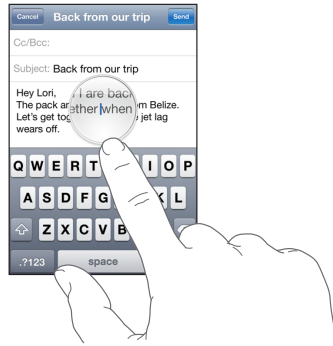 Cancel Back from our trip Send
Cc/Bcc:
Subject: Back from our trip
Hey Lori, I are back
The pack an m Belize.
Let's get tog ether when e jet lag
wears off.
Q W E R T I O P
A S D F G K L
Z X C V B
.?123 space